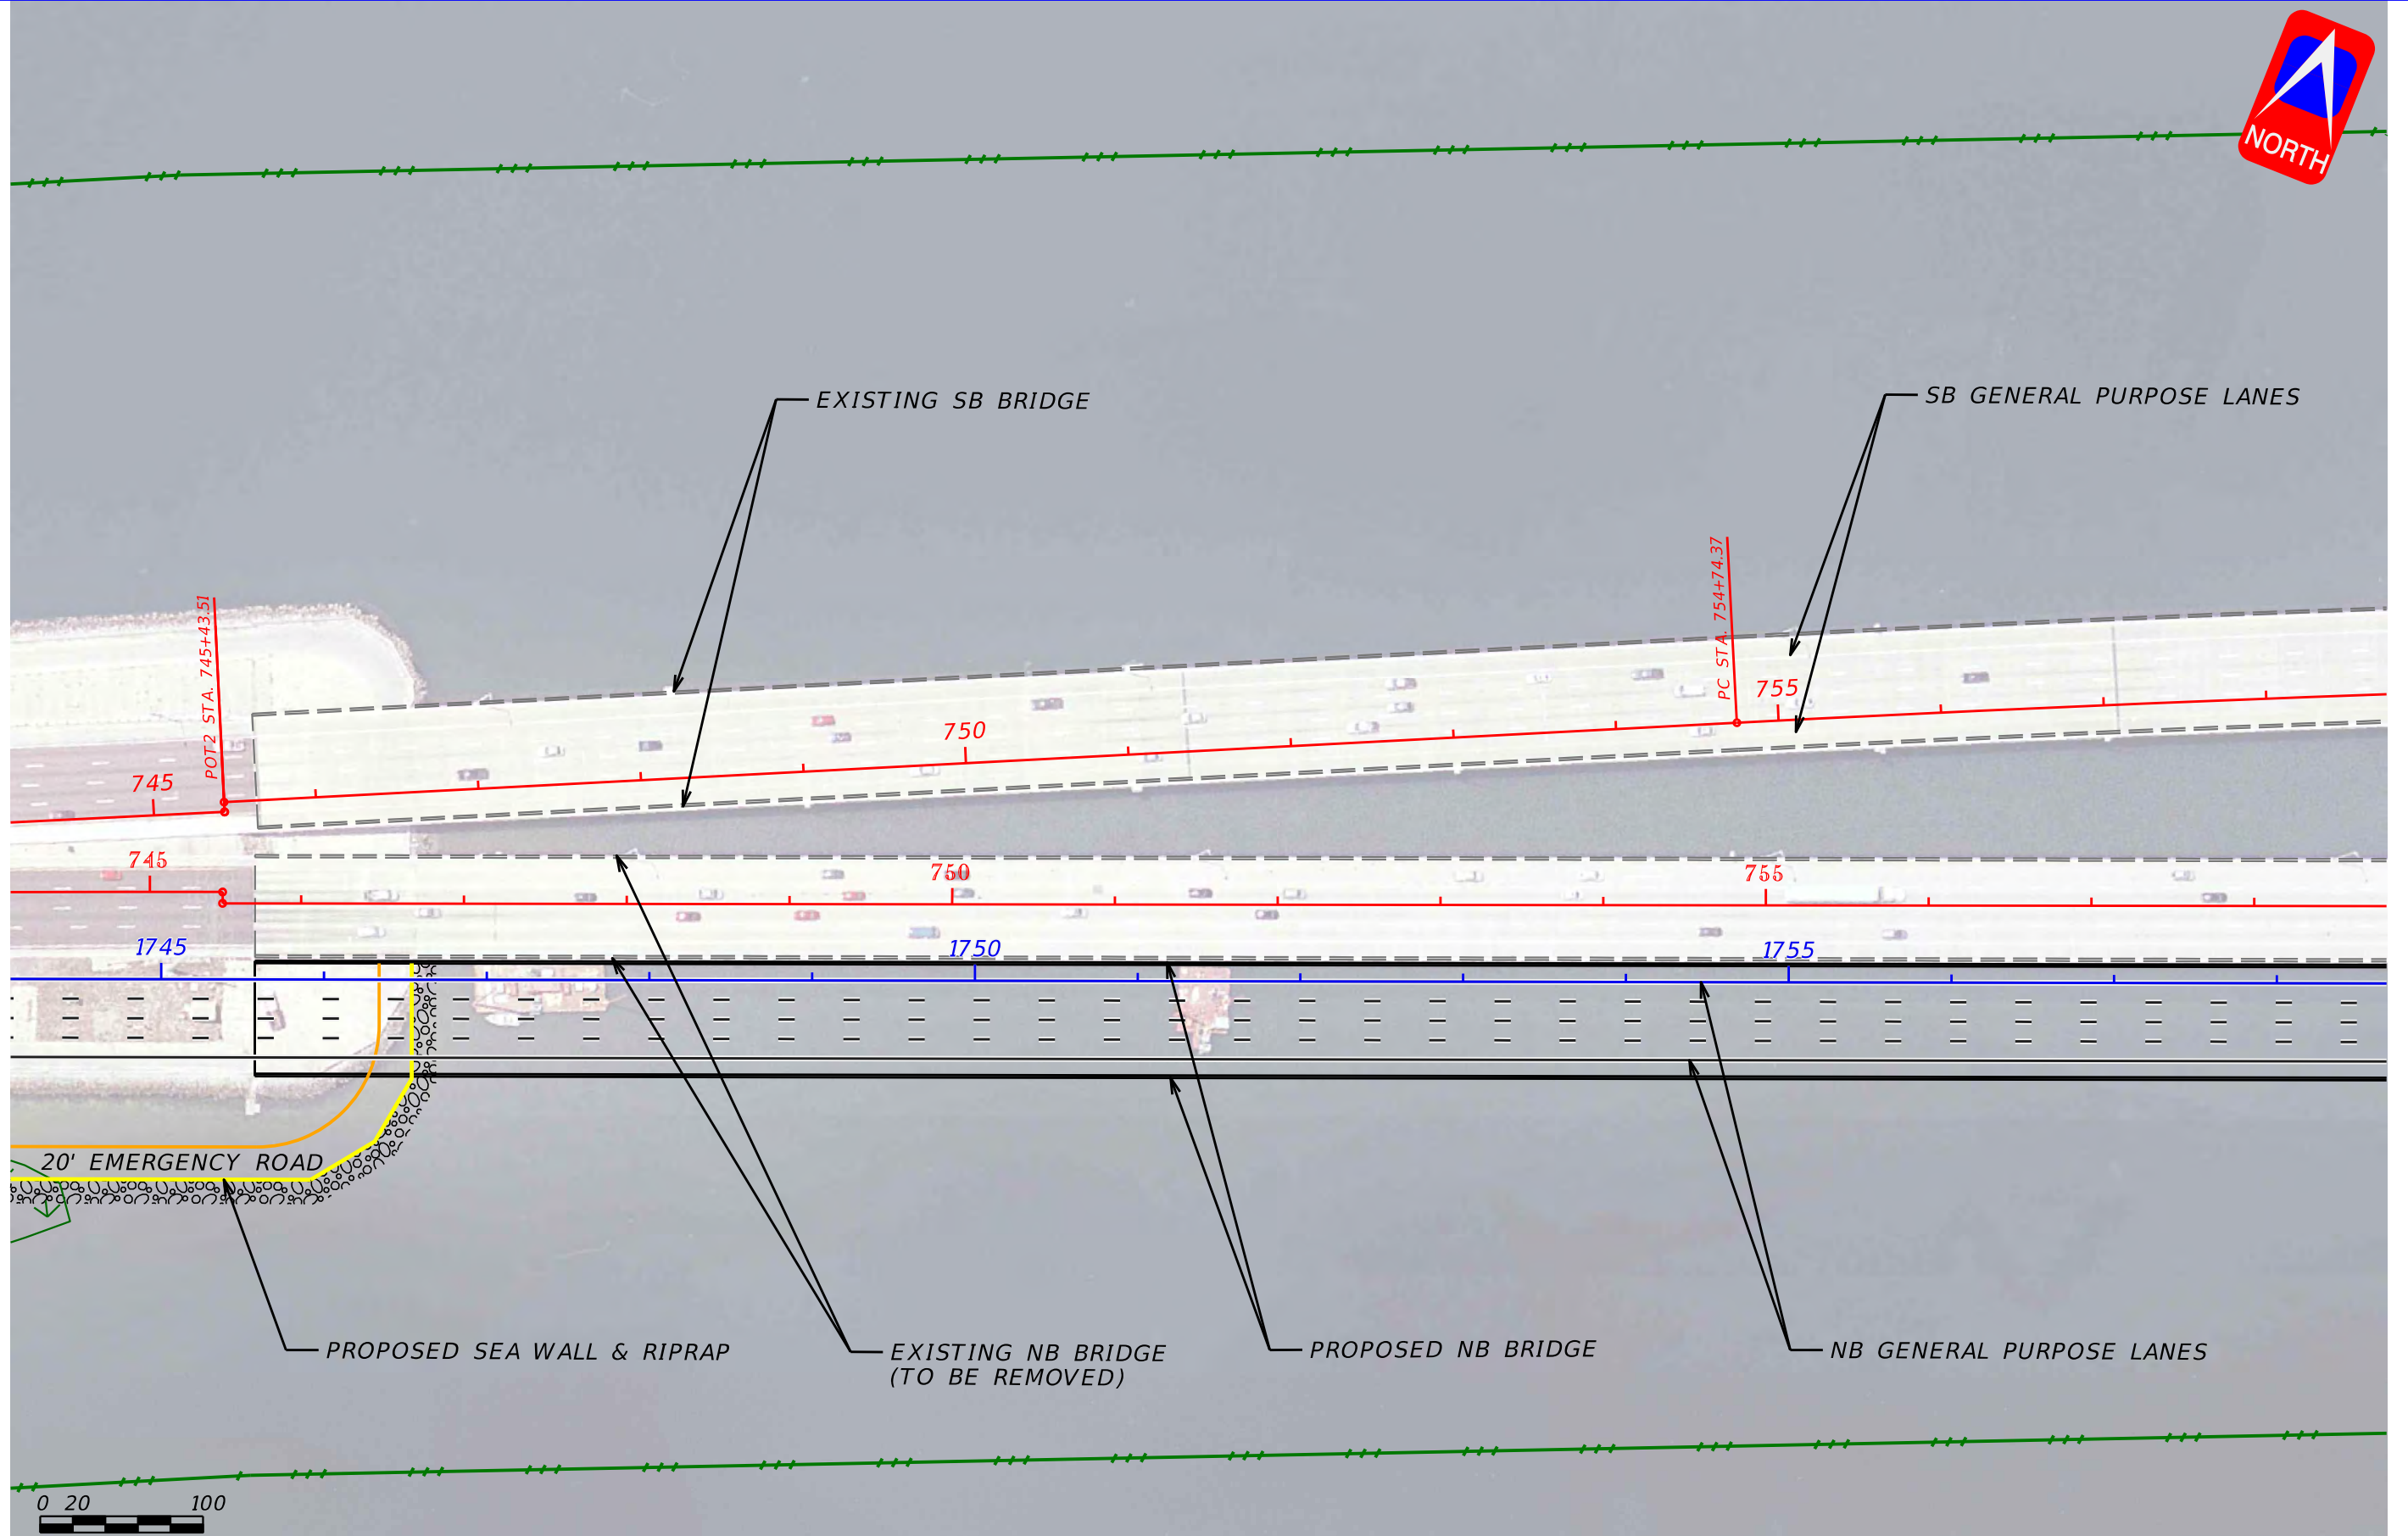 NORTH
EXISTING SB BRIDGE
SB GENERAL PURPOSE LANES
POT2 STA. 745+43.51
PC STA. 754+74.37
745
750
755
745
750
755
1745
1750
1755
20' EMERGENCY ROAD
PROPOSED SEA WALL & RIPRAP
EXISTING NB BRIDGE
(TO BE REMOVED)
PROPOSED NB BRIDGE
NB GENERAL PURPOSE LANES
0 20 100